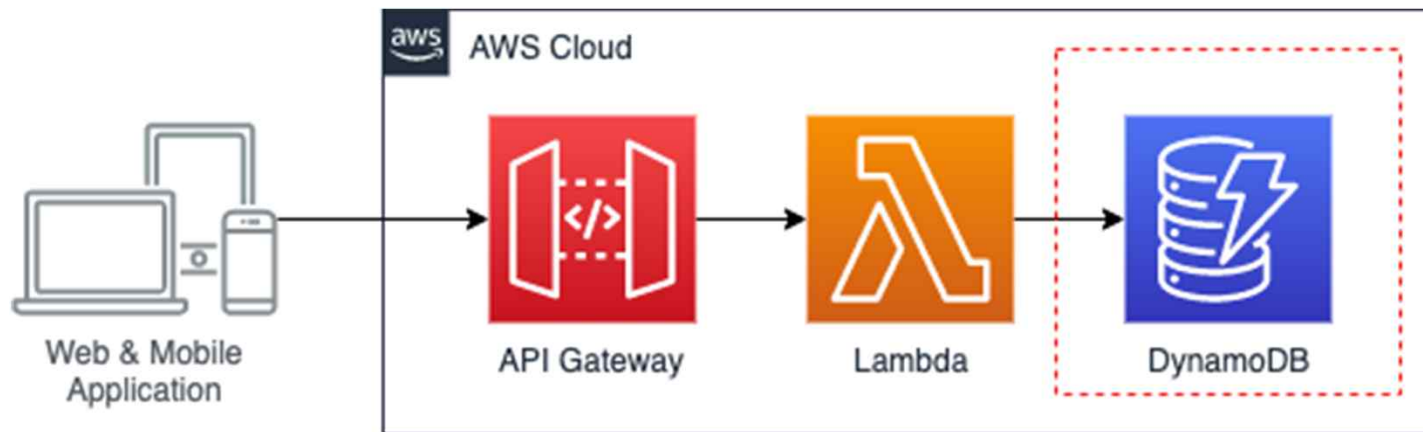 aws
AWS Cloud
</>
Web & Mobile
Application
API Gateway
Lambda
DynamoDB